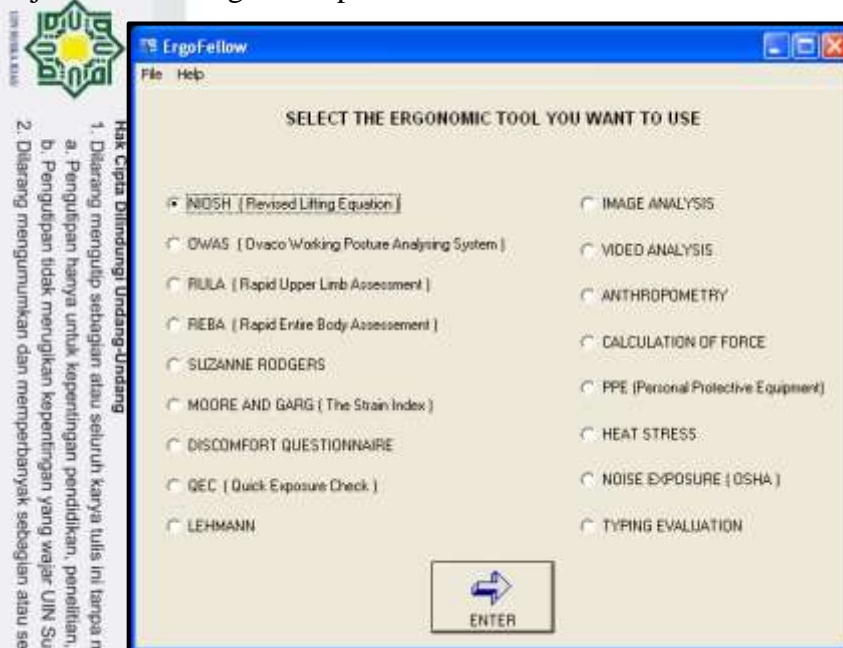 ErgoFellow
File Help
SELECT THE ERGONOMIC TOOL YOU WANT TO USE
NIOSH ( Revised Lifting Equation )
OWAS ( Ovaco Working Posture Analysing System )
RULA ( Rapid Upper Limb Assessment )
REBA ( Rapid Entire Body Assessement )
SUZANNE RODGERS
MOORE AND GARG ( The Strain Index )
DISCOMFORT QUESTIONNAIRE
QEC ( Quick Exposure Check )
LEHMANN
IMAGE ANALYSIS
VIDEO ANALYSIS
ANTHROPOMETRY
CALCULATION OF FORCE
PPE (Personal Protective Equipment)
HEAT STRESS
NOISE EXPOSURE ( OSHA )
TYPING EVALUATION
ENTER
Hak Cipta Dilindungi Undang-Undang
1. Dilarang mengutip sebagian atau seluruh karya tulis ini tanpa
a. Pengutipan hanya untuk kepentingan pendidikan, penelitian,
b. Pengutipan tidak merugikan kepentingan yang wajar UIN
2. Dilarang mengumumkan dan memperbanyak sebagian atau